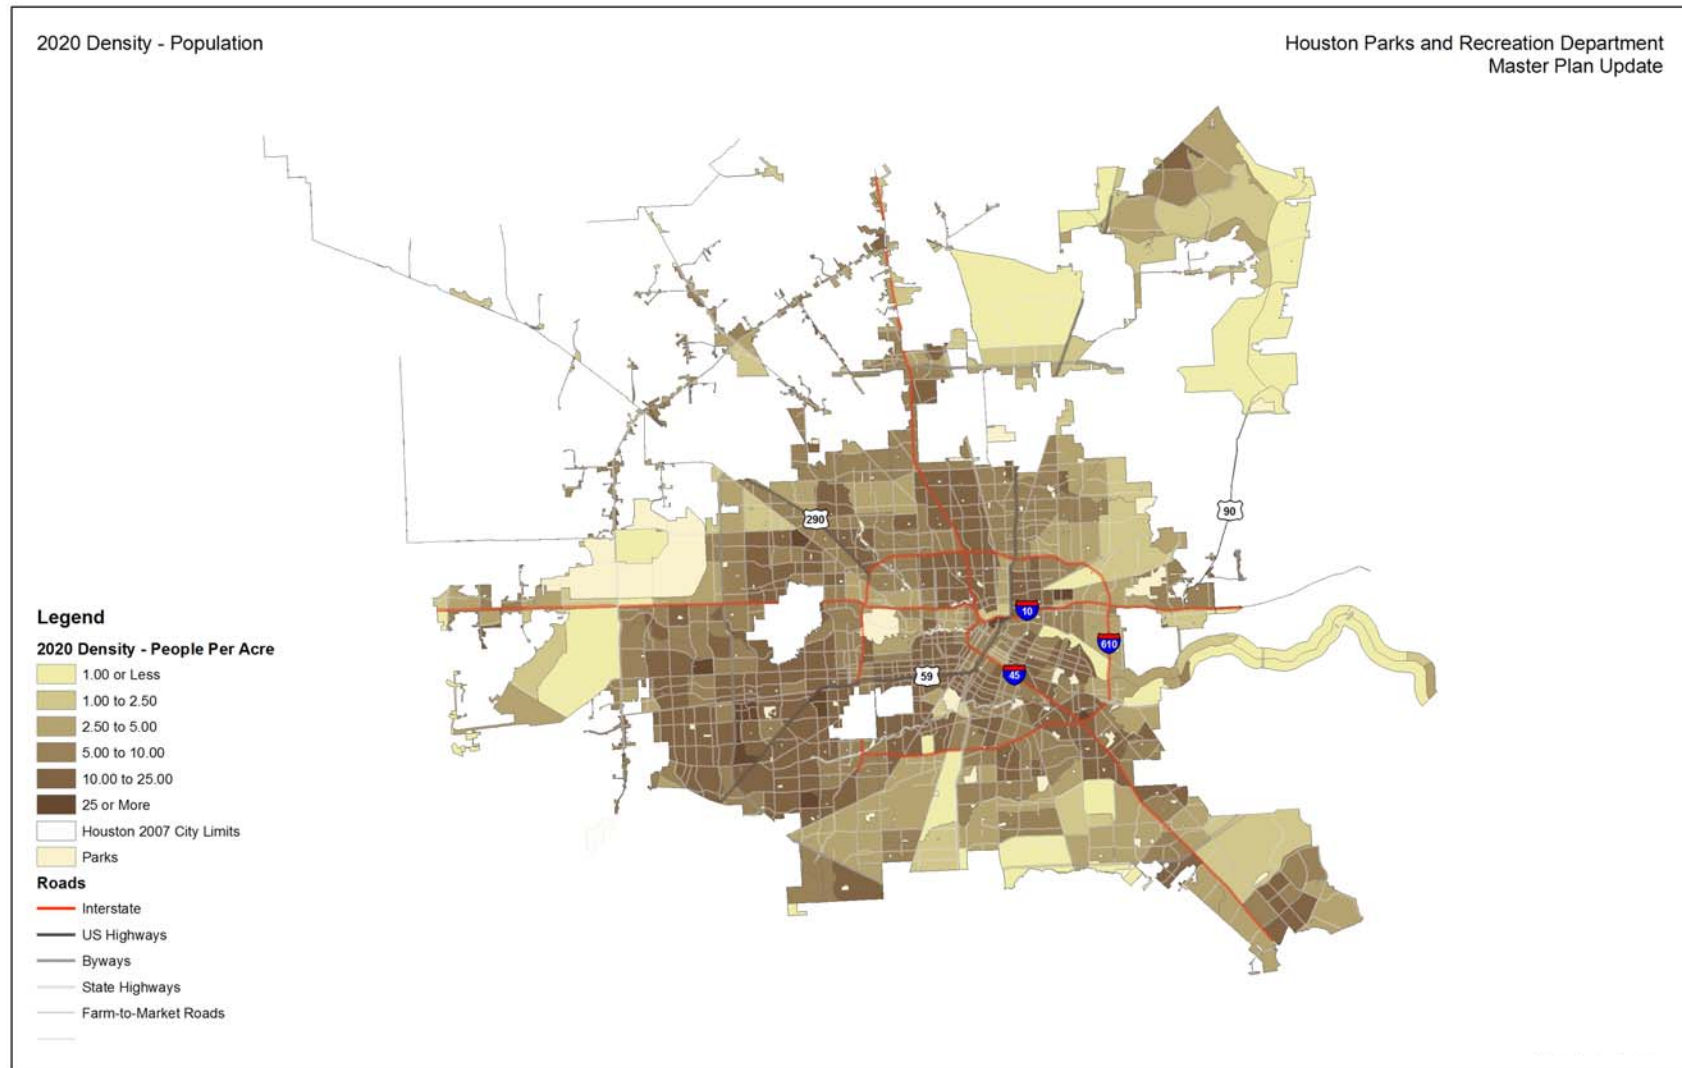 2020 Density - Population
Houston Parks and Recreation Department
Master Plan Update
290
90
10
610
59
45
Legend
2020 Density - People Per Acre
1.00 or Less
1.00 to 2.50
2.50 to 5.00
5.00 to 10.00
10.00 to 25.00
25 or More
Houston 2007 City Limits
Parks
Roads
Interstate
US Highways
Byways
State Highways
Farm-to-Market Roads